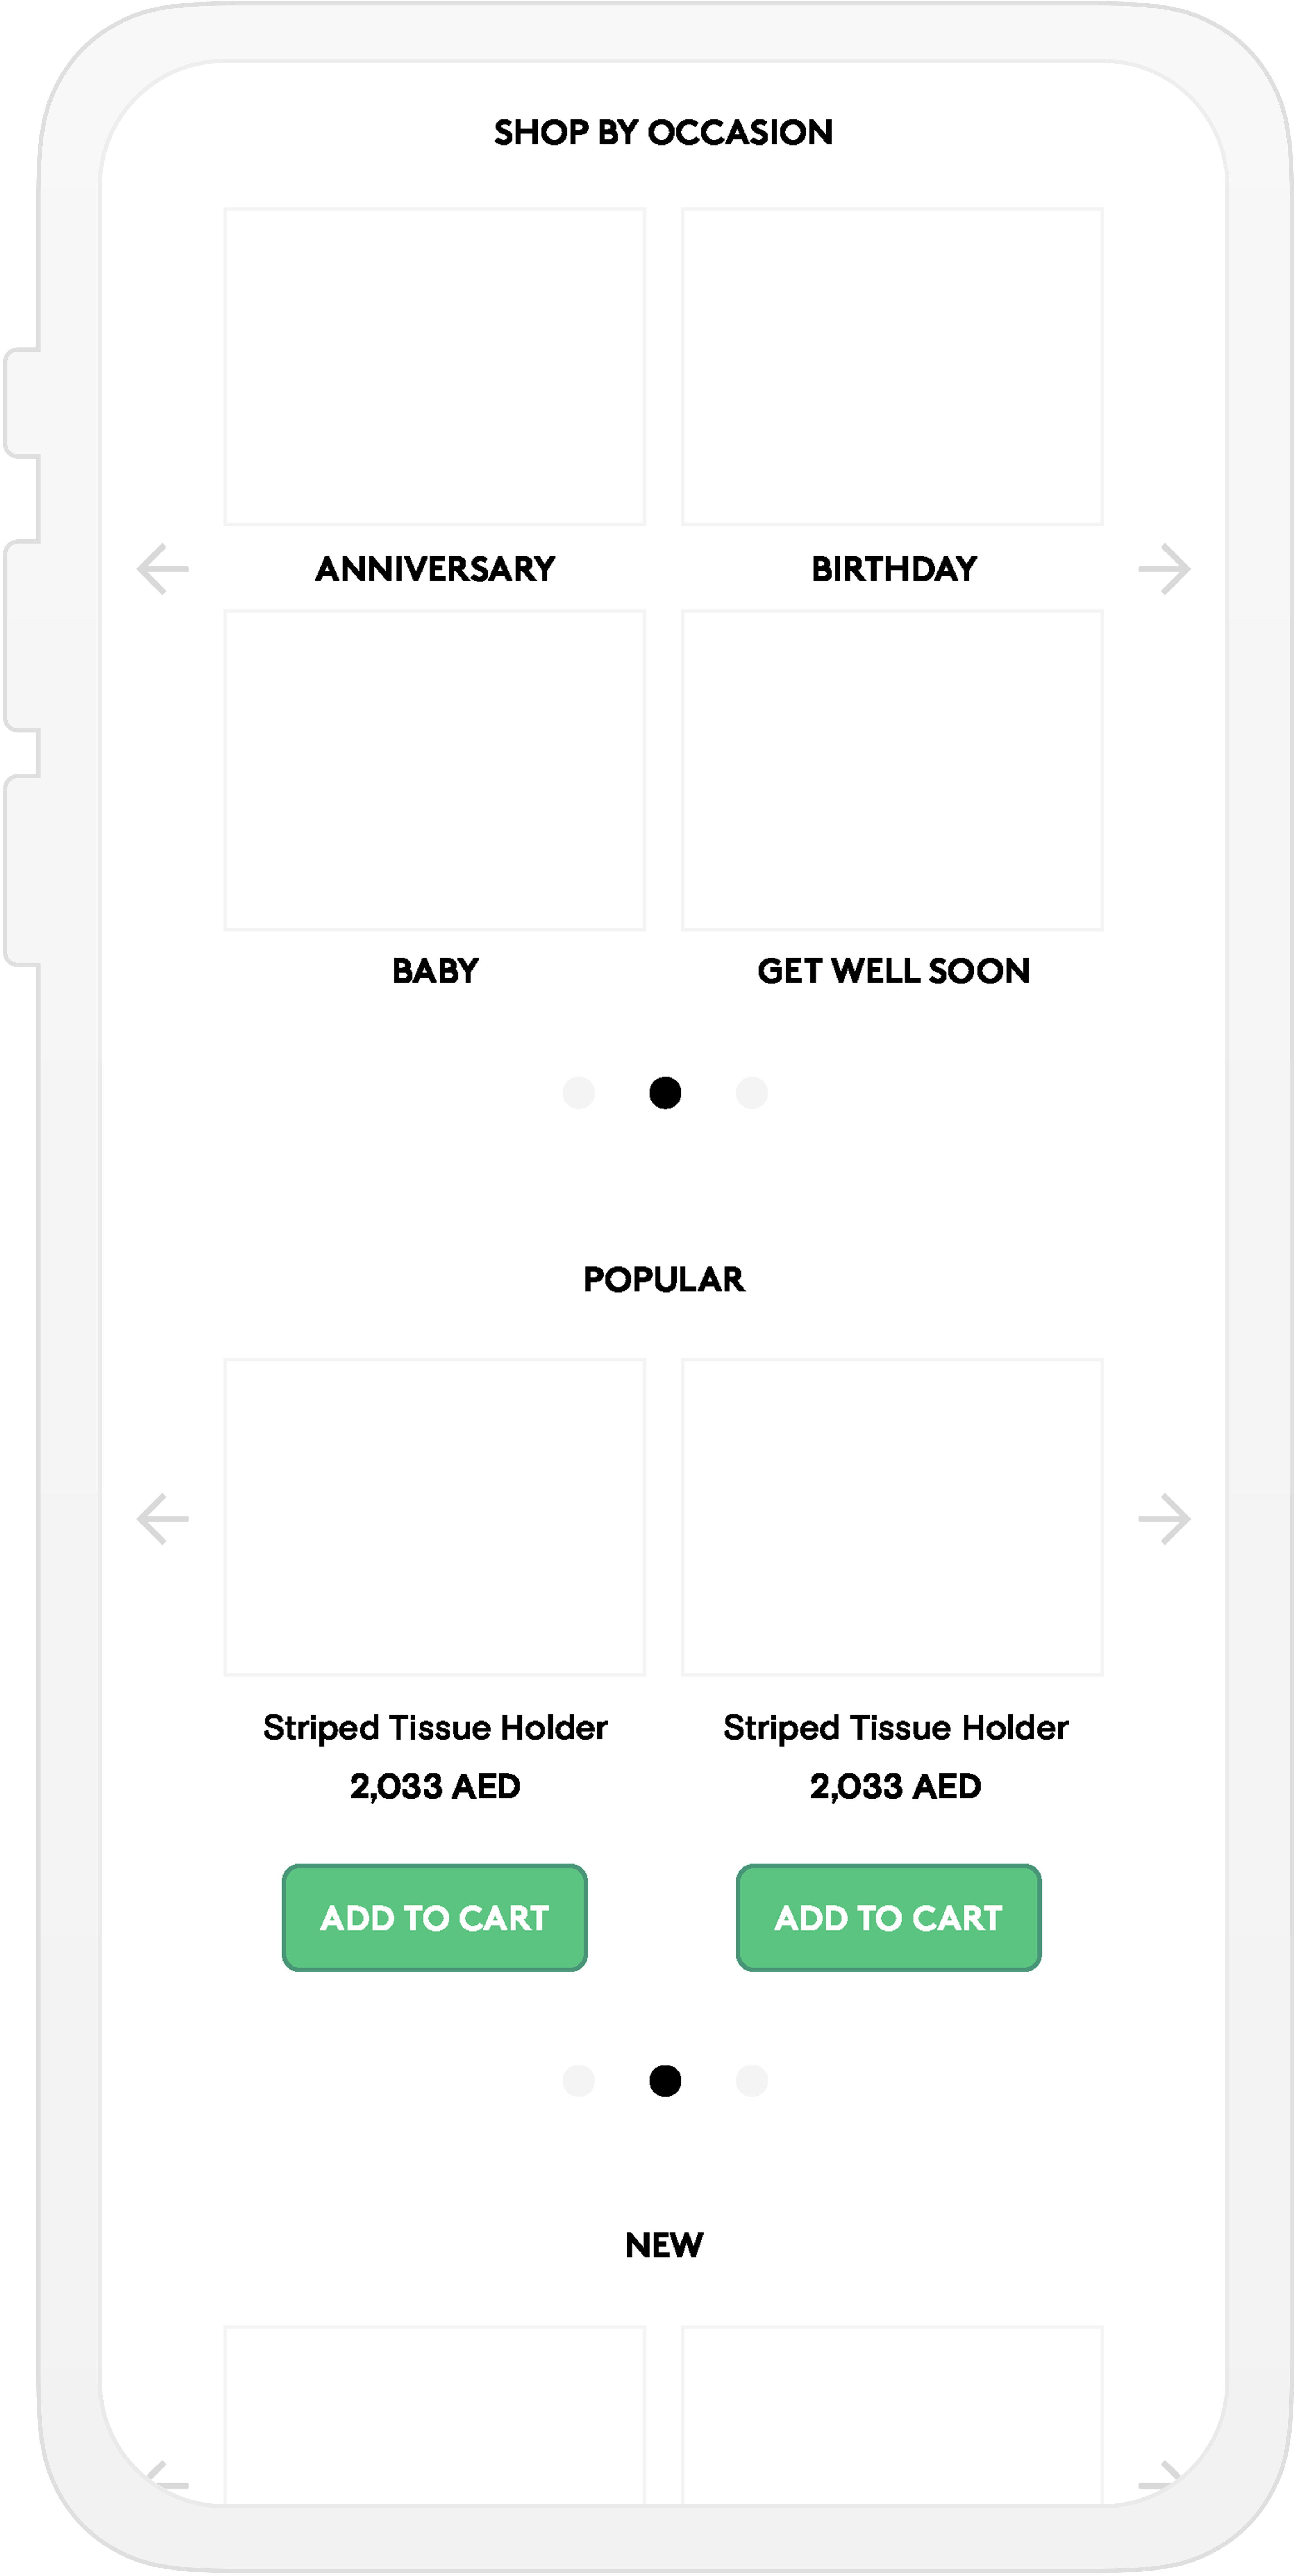 SHOP BY OCCASION
ANNIVERSARY
BIRTHDAY
BABY
GET WELL SOON
POPULAR
Striped Tissue Holder
2,033 AED
ADD TO CART
Striped Tissue Holder
2,033 AED
ADD TO CART
NEW